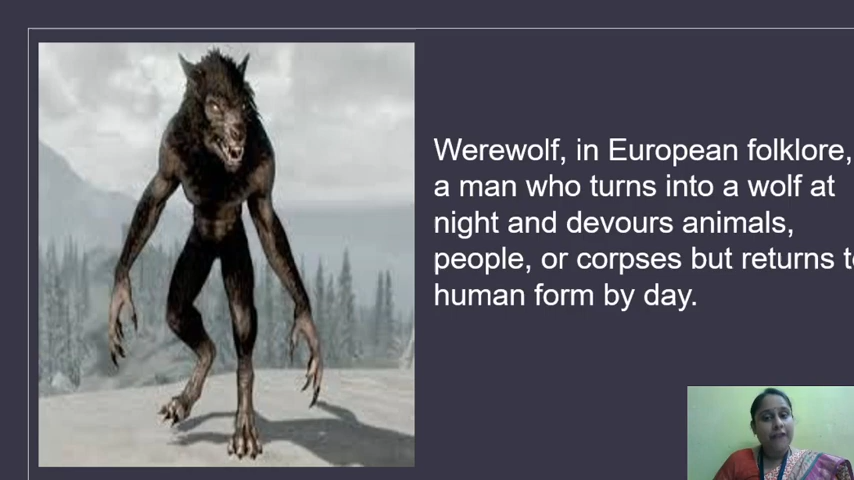 Werewolf, in European folklore,
a man who turns into a wolf at
night and devours animals,
people, or corpses but returns
human form by day.